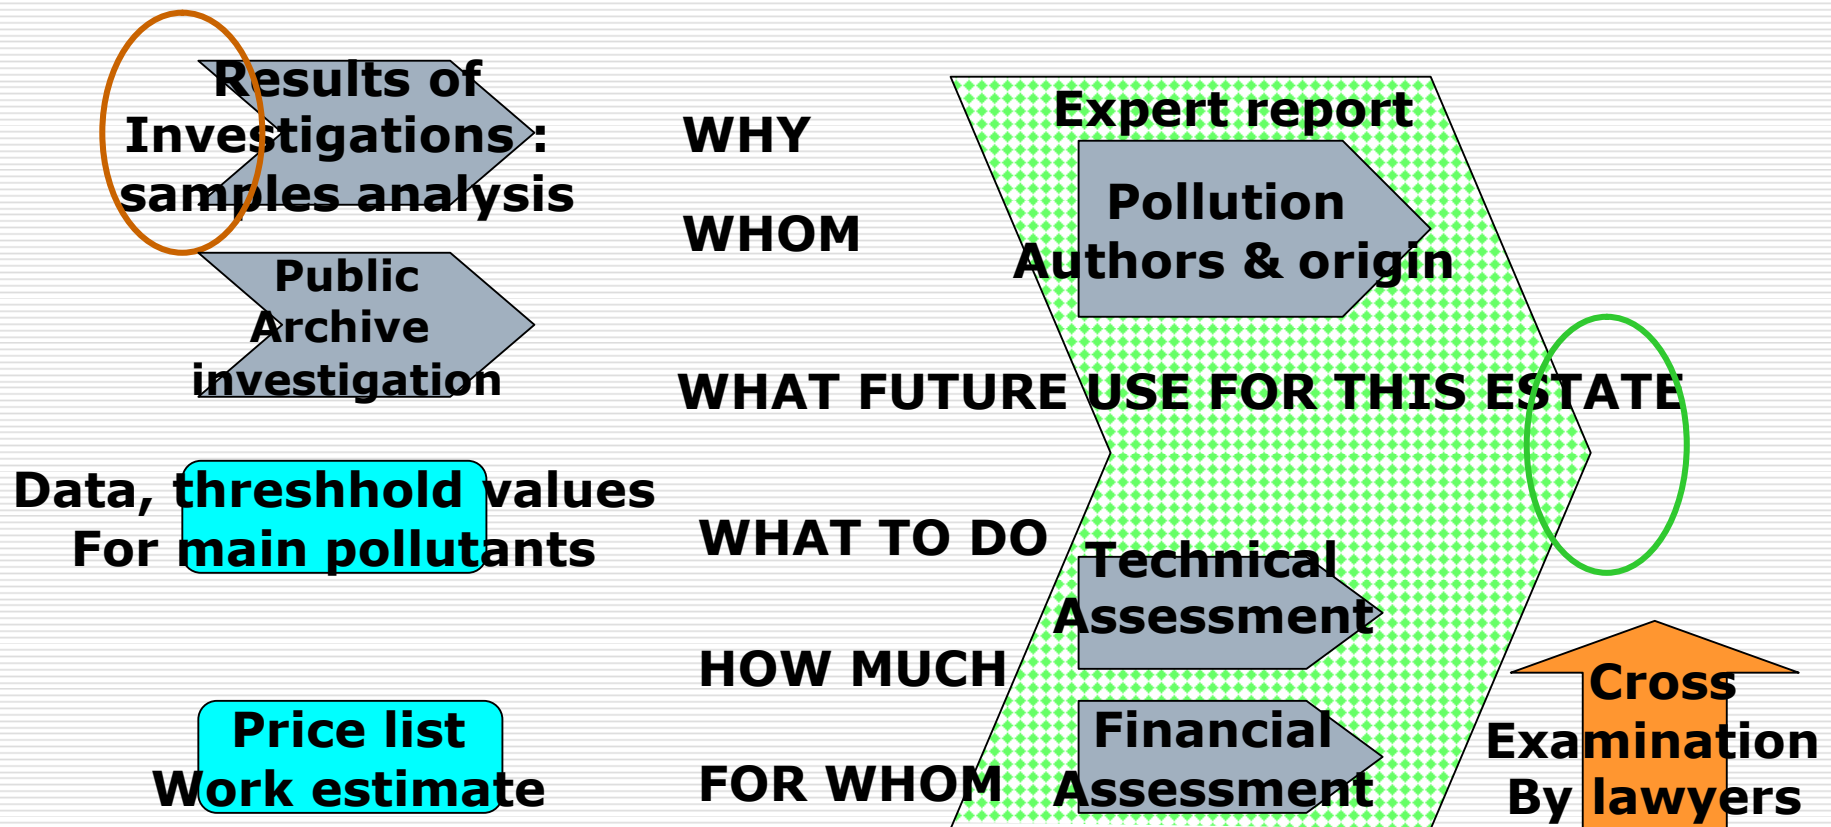 Results of
Investigations :
samples analysis
Public
Archive
investigation
Data, threshhold values
For main pollutants
Price list
Work estimate
WHY
WHOM
WHAT FUTURE USE FOR THIS ESTATE
WHAT TO DO
HOW MUCH
FOR WHOM
Expert report
Pollution
Authors & origin
Technical
Assessment
Financial
Assessment
Cross
Examination
By lawyers